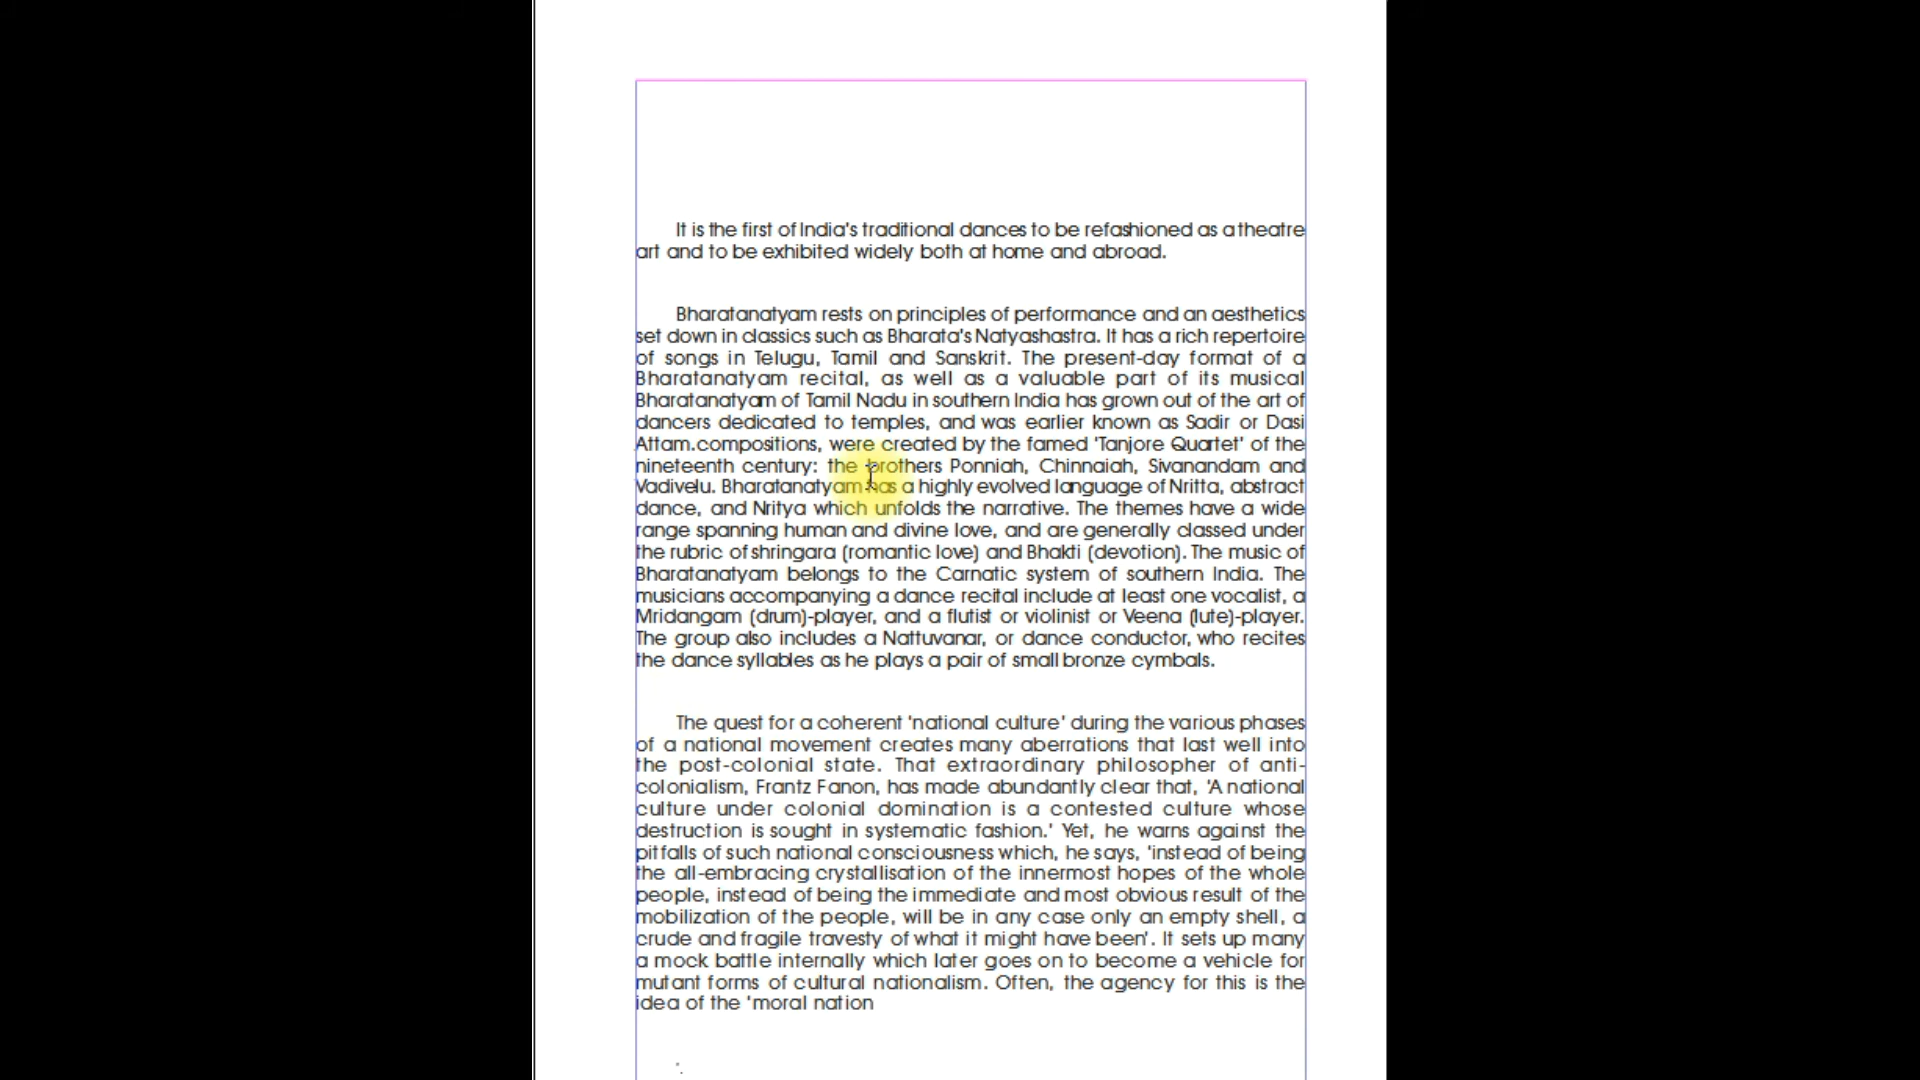 It is the first of India's traditional dances to be refashioned as a theatre
art and to be exhibited widely both at home and abroad.
Bharatanatyam rests on principles of performance and an aesthetics
set down in classics such as Bharata's Natyashastra. It has a rich repertoire
of songs in Telugu, Tamil and Sanskrit. The present-day format of a
Bharatanatyam recital, as well as a valuable part of its musical
Bharatanatyam of Tamil Nadu in southern India has grown out of the art of
dancers dedicated to temples, and was earlier known as Sadir or Dasi
Attam.compositions, were created by the famed 'Tanjore Quartet' of the
nineteenth century: the brothers Ponniah, Chinnaiah, Sivanandam and
Vadivelu. Bharatanatyam has a highly evolved language of Nritta, abstract
dance, and Nritya which unfolds the narrative. The themes have a wide
range spanning human and divine love, and are generally classed under
the rubric of shringara (romantic love) and Bhakti (devotion). The music of
Bharatanatyam belongs to the Carnatic system of southern India. The
musicians accompanying a dance recital include at least one vocalist, a
Mridangam (drum)-player, and a flutist or violinist or Veena (lute)-player.
The group also includes a Nattuvanar, or dance conductor, who recites
the dance syllables as he plays a pair of small bronze cymbals.
The quest for a coherent 'national culture' during the various phases
of a national movement creates many aberrations that last well into
the post-colonial state. That extraordinary philosopher of anti-
colonialism, Frantz Fanon, has made abundantly clear that, 'A national
culture under colonial domination is a contested culture whose
destruction is sought in systematic fashion.' Yet, he warns against the
pitfalls of such national consciousness which, he says, 'instead of being
the all-embracing crystallisation of the innermost hopes of the whole
people, instead of being the immediate and most obvious result of the
mobilization of the people, will be in any case only an empty shell, a
crude and fragile travesty of what it might have been'. It sets up many
a mock battle internally which later goes on to become a vehicle for
mutant forms of cultural nationalism. Often, the agency for this is the
idea of the 'moral nation